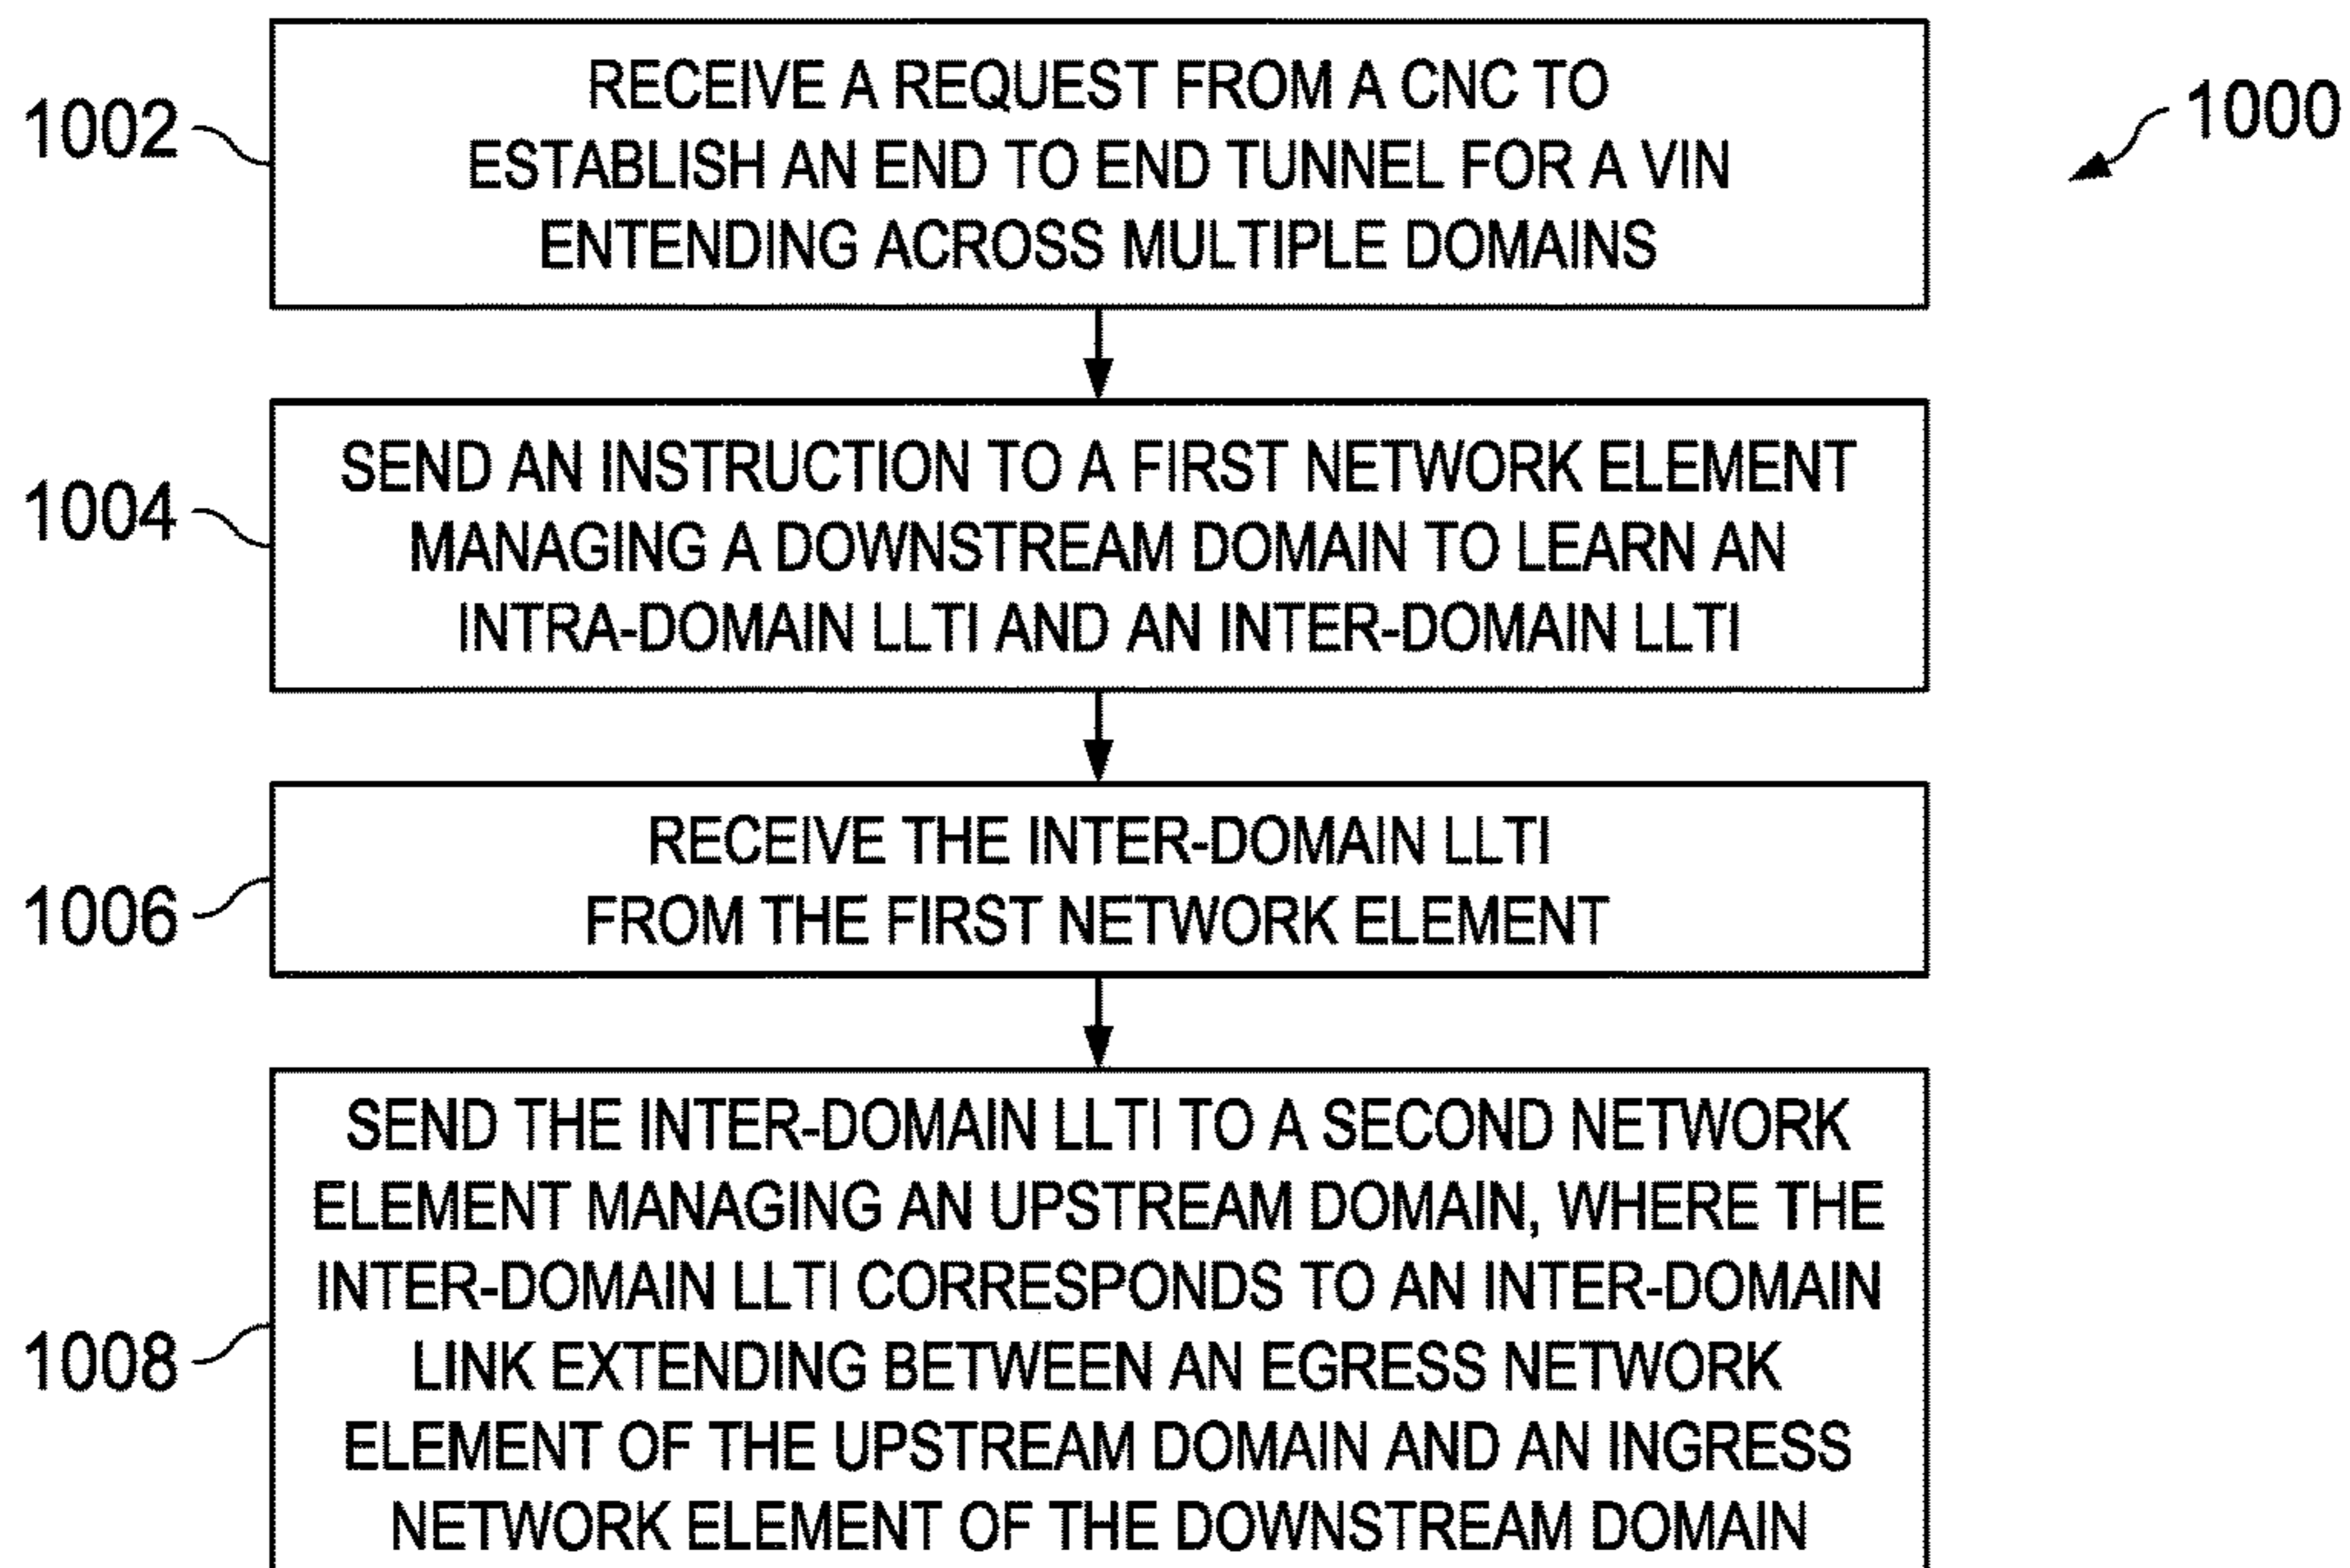 1000
1002
RECEIVE A REQUEST FROM A CNC TO
ESTABLISH AN END TO END TUNNEL FOR A VIN
ENTENDING ACROSS MULTIPLE DOMAINS
1004
SEND AN INSTRUCTION TO A FIRST NETWORK ELEMENT
MANAGING A DOWNSTREAM DOMAIN TO LEARN AN
INTRA-DOMAIN LLTI AND AN INTER-DOMAIN LLTI
1006
RECEIVE THE INTER-DOMAIN LLTI
FROM THE FIRST NETWORK ELEMENT
1008
SEND THE INTER-DOMAIN LLTI TO A SECOND NETWORK
ELEMENT MANAGING AN UPSTREAM DOMAIN, WHERE THE
INTER-DOMAIN LLTI CORRESPONDS TO AN INTER-DOMAIN
LINK EXTENDING BETWEEN AN EGRESS NETWORK
ELEMENT OF THE UPSTREAM DOMAIN AND AN INGRESS
NETWORK ELEMENT OF THE DOWNSTREAM DOMAIN